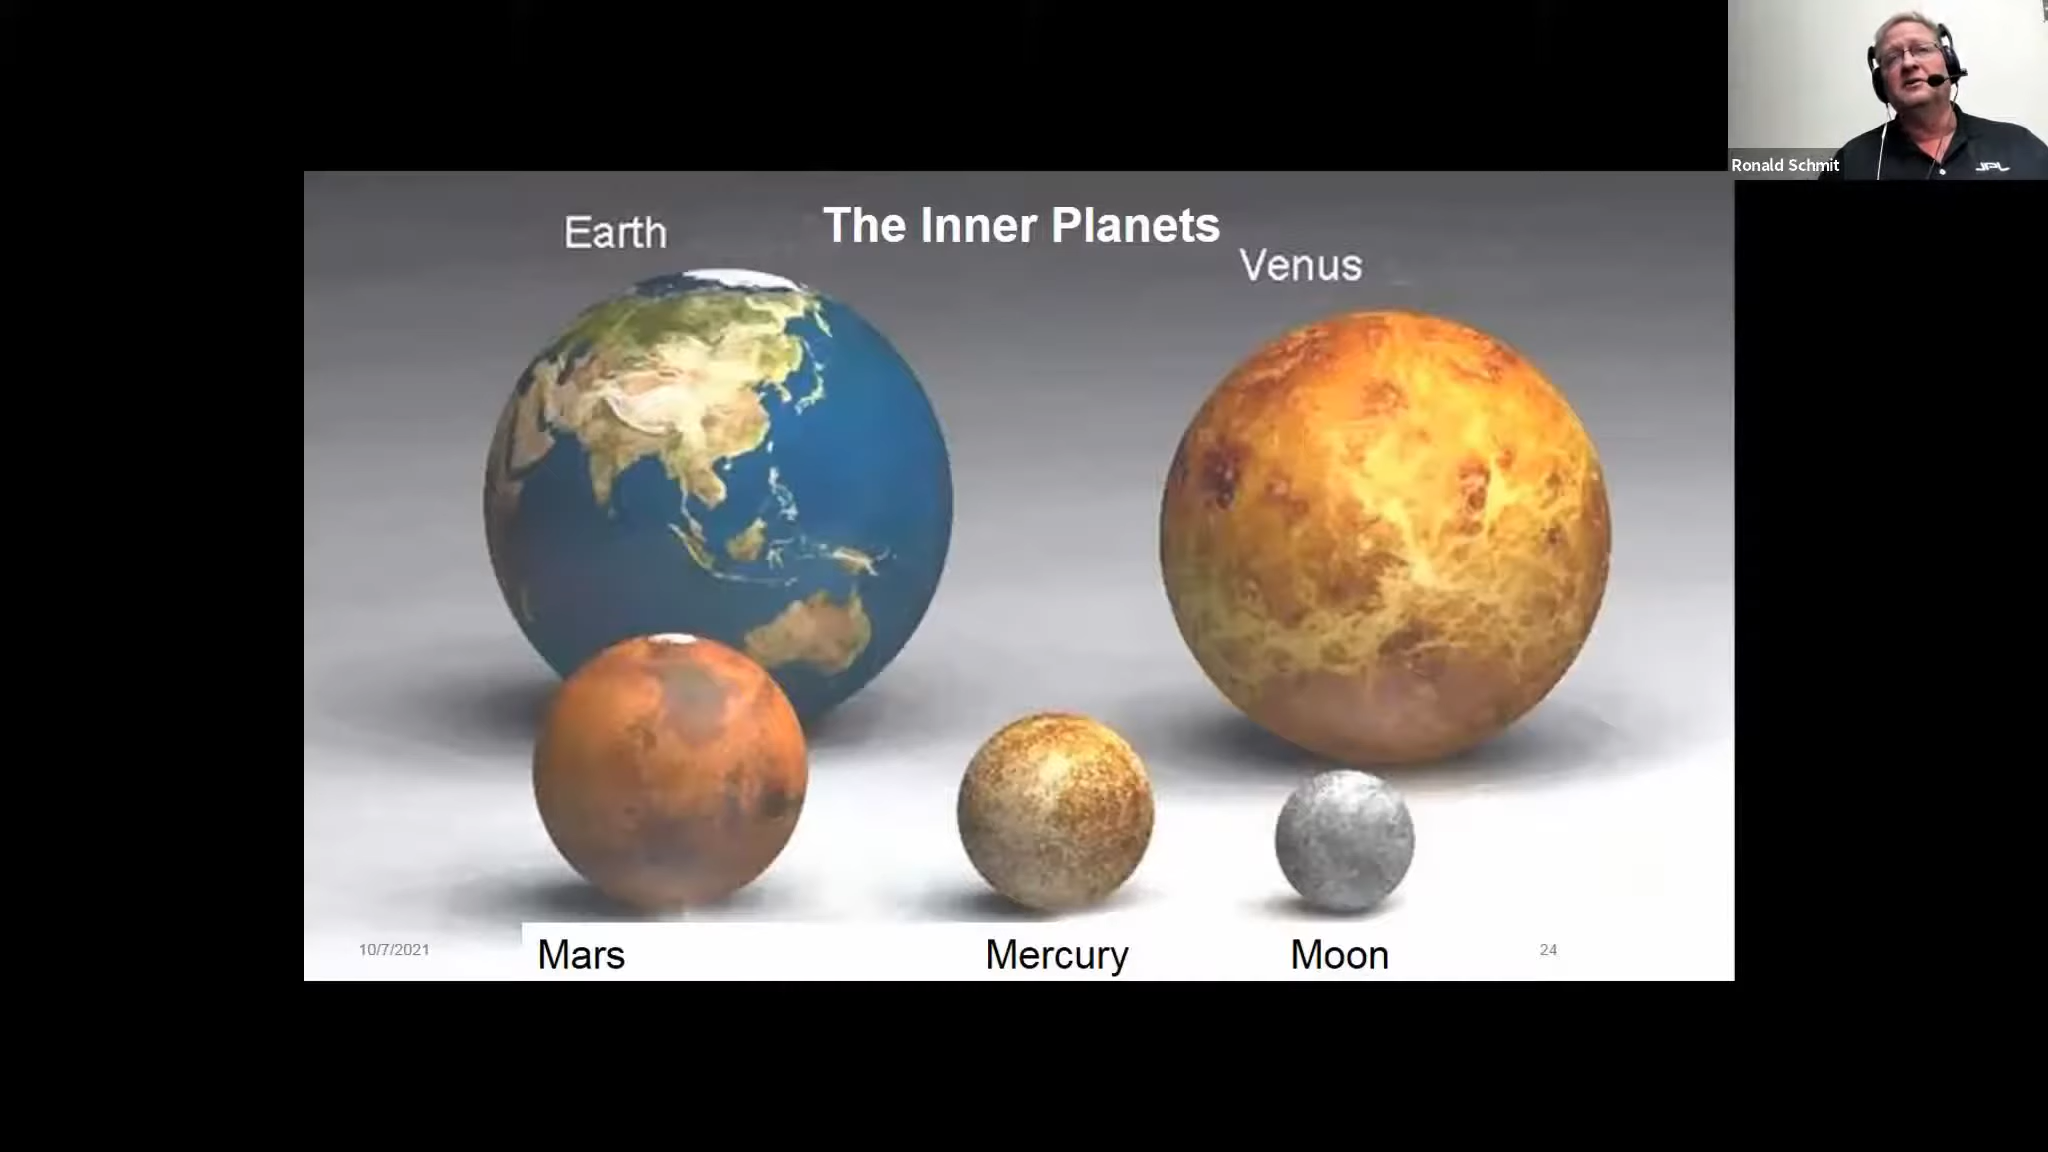 Ronald Schmit
JPL
The Inner Planets
Earth
Venus
Mars
Mercury
Moon
10/7/2021
24